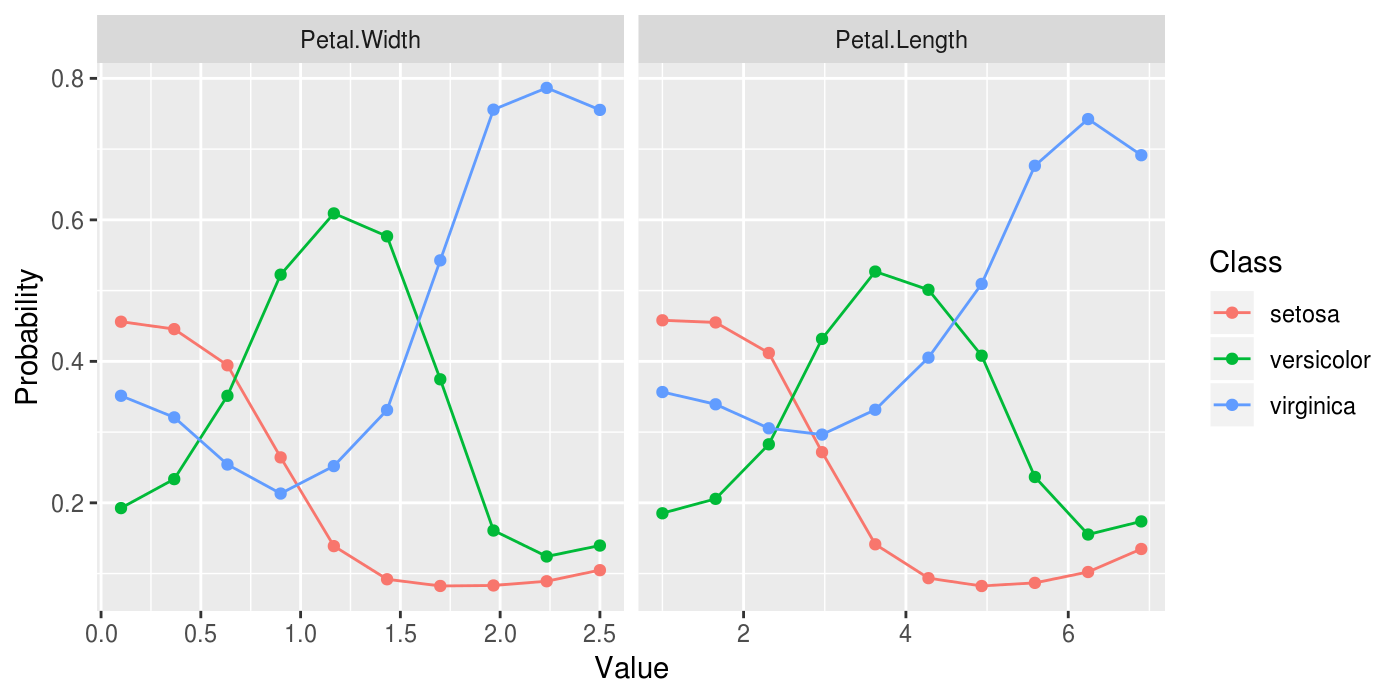 Petal.Width
Petal.Length
0.8
0.6
0.4
0.2
Probability
0.0 0.5 1.0 1.5 2.0 2.5
2 4 6
Value
Class
setosa
versicolor
virginica